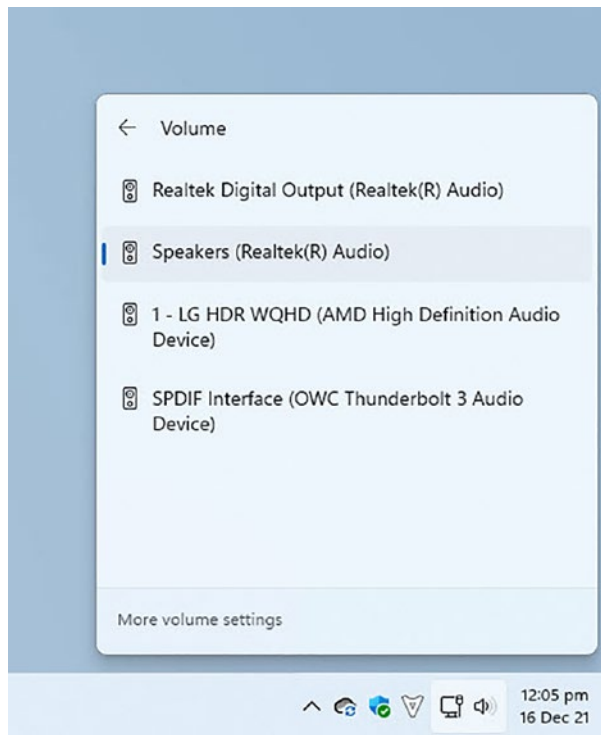 Volume
Realtek Digital Output (Realtek(R) Audio)
Speakers (Realtek(R) Audio)
1 - LG HDR WQHD (AMD High Definition Audio
Device)
SPDIF Interface (OWC Thunderbolt 3 Audio
Device)
More volume settings
12:05 pm
16 Dec 21